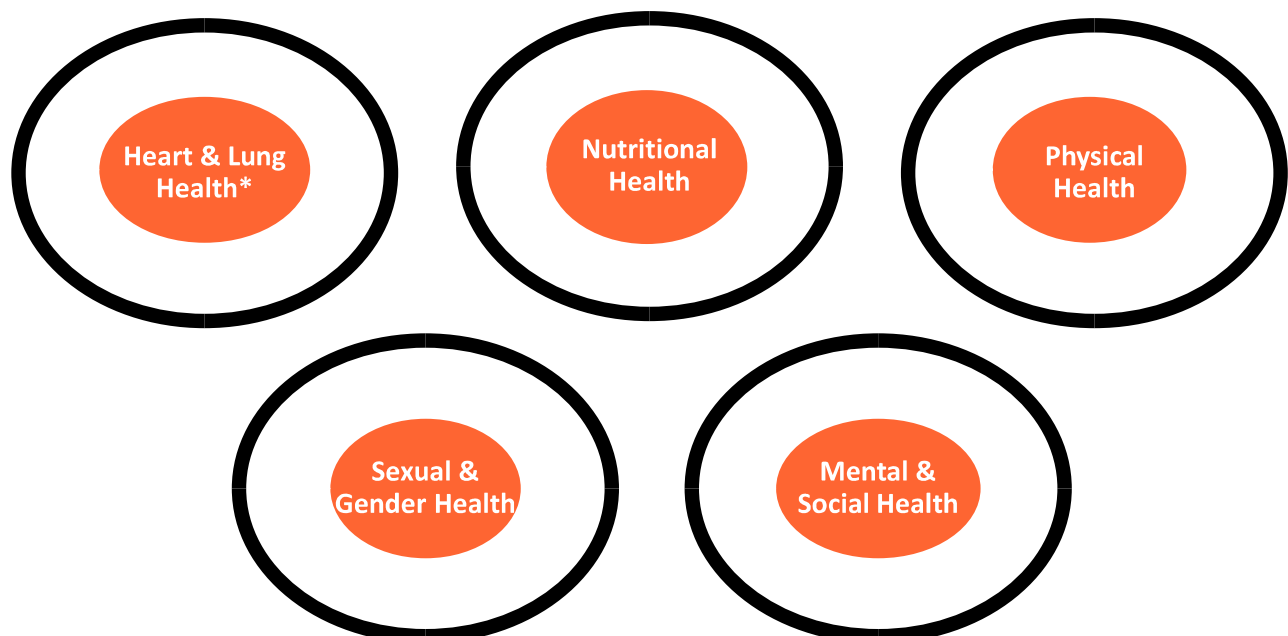 Heart & Lung
Health*
Nutritional
Health
Physical
Health
Sexual &
Gender Health
Mental &
Social Health